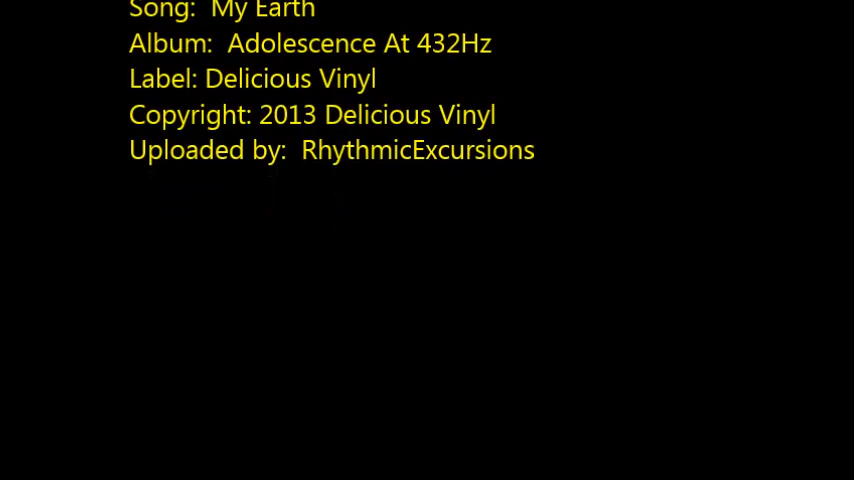 Song:  My Earth
Album:  Adolescence At 432Hz
Label: Delicious Vinyl
Copyright: 2013 Delicious Vinyl
Uploaded by:  RhythmicExcursions